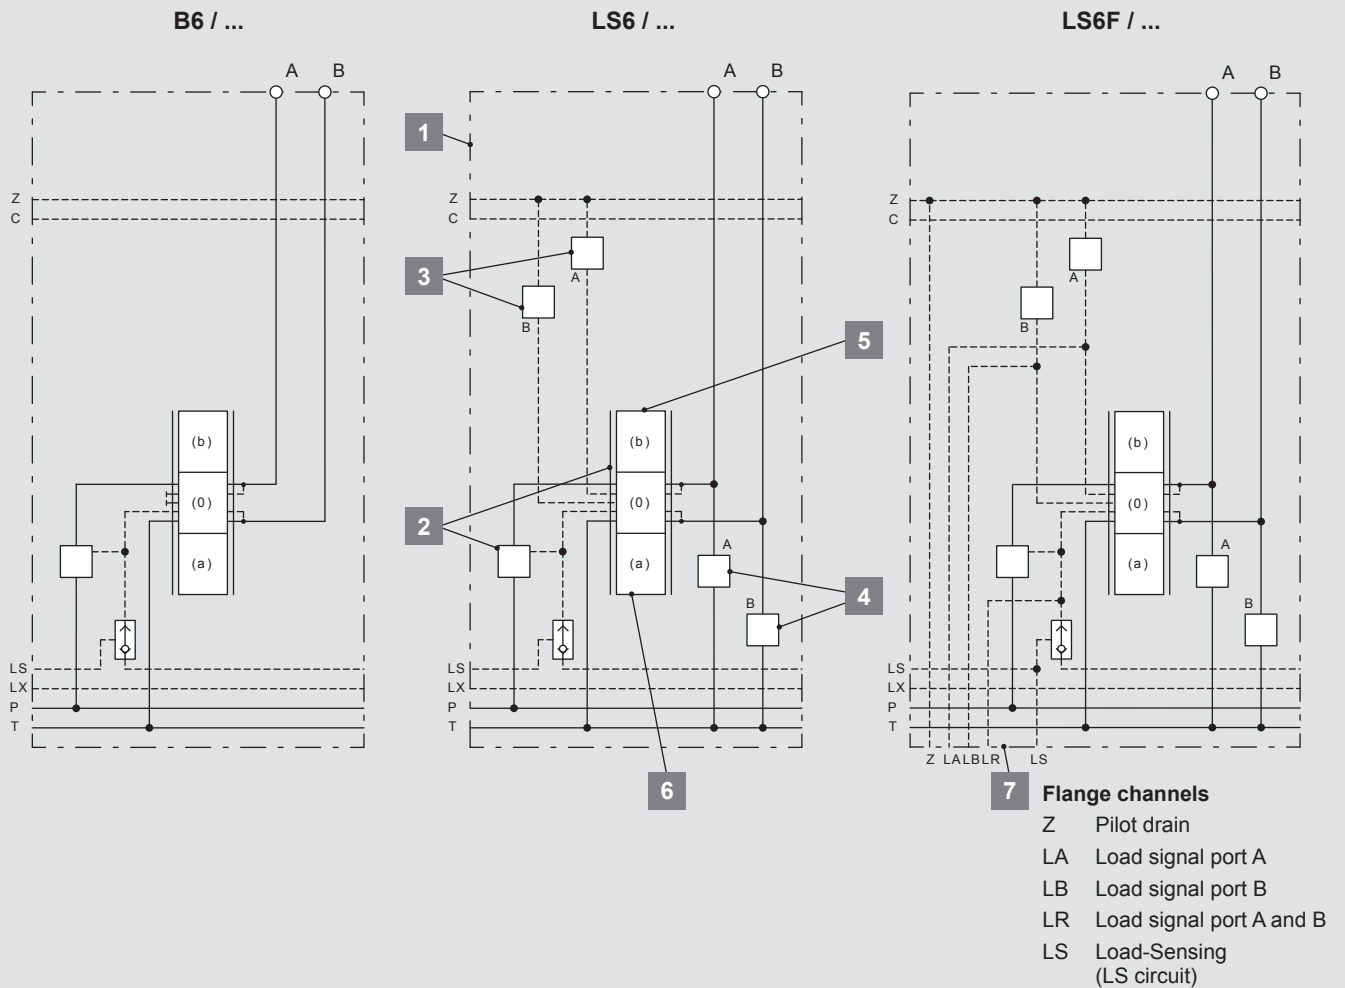 B6 / ...
LS6 / ...
LS6F / ...
A B
A B
A B
1
Z
C
Z
C
Z
C
3
A
B
A
B
5
(b)
(0)
(a)
(b)
(0)
(a)
(b)
(0)
(a)
2
A
B
4
A
B
LS
LX
P
T
LS
LX
P
T
LS
LX
P
T
6
Z LA LB LR LS
7 Flange channels
Z Pilot drain
LA Load signal port A
LB Load signal port B
LR Load signal port A and B
LS Load-Sensing
(LS circuit)